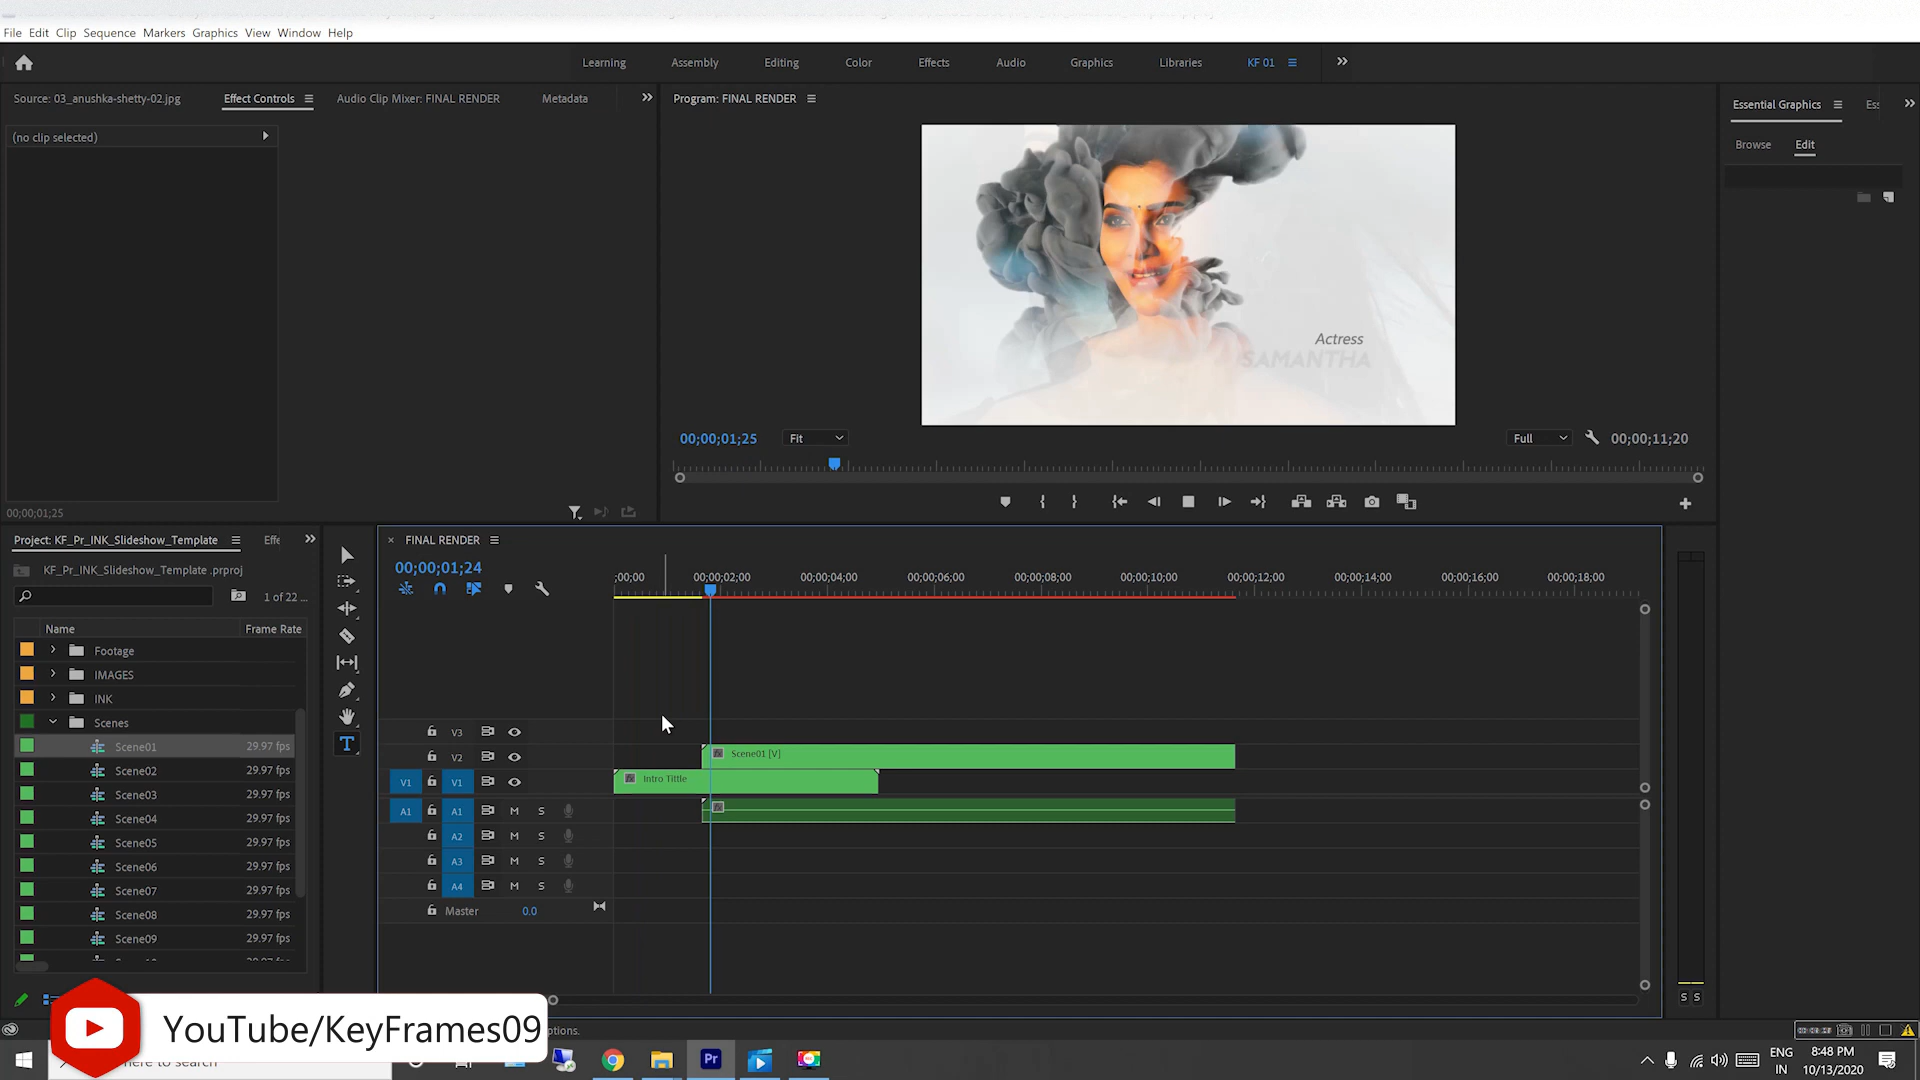 File Edit Clip Sequence Markers Graphics View Window Help
Learning Assembly Editing Color Effects Audio Graphics Libraries KF 01
Source: 03_anushka-shetty-02.jpg Effect Controls Audio Clip Mixer: FINAL RENDER Metadata
Program: FINAL RENDER
Essential Graphics Es
Browse Edit
(no clip selected)
Actress
SAMANTHA
00;00;01;25 Fit Full 00;00;11;20
00;00;01;25
Project: KF_Pr_INK_Slideshow_Template Effe
KF_Pr_INK_Slideshow_Template .prproj
1 of 22 ...
Name Frame Rate
Footage
IMAGES
INK
Scenes
Scene01 29.97 fps
Scene02 29.97 fps
Scene03 29.97 fps
Scene04 29.97 fps
Scene05 29.97 fps
Scene06 29.97 fps
Scene07 29.97 fps
Scene08 29.97 fps
Scene09 29.97 fps
FINAL RENDER
00;00;01;24
;00;00 00;00;02;00 00;00;04;00 00;00;06;00 00;00;08;00 00;00;10;00 00;00;12;00 00;00;14;00 00;00;16;00 00;00;18;00
V3
V2 Scene01 [V]
V1 V1 Intro Tittle
A1 A1 M S
A2 M S
A3 M S
A4 M S
Master 0.0
S S
YouTube/KeyFrames09
ptions.
here to search
Pr
ENG
IN
8:48 PM
10/13/2020